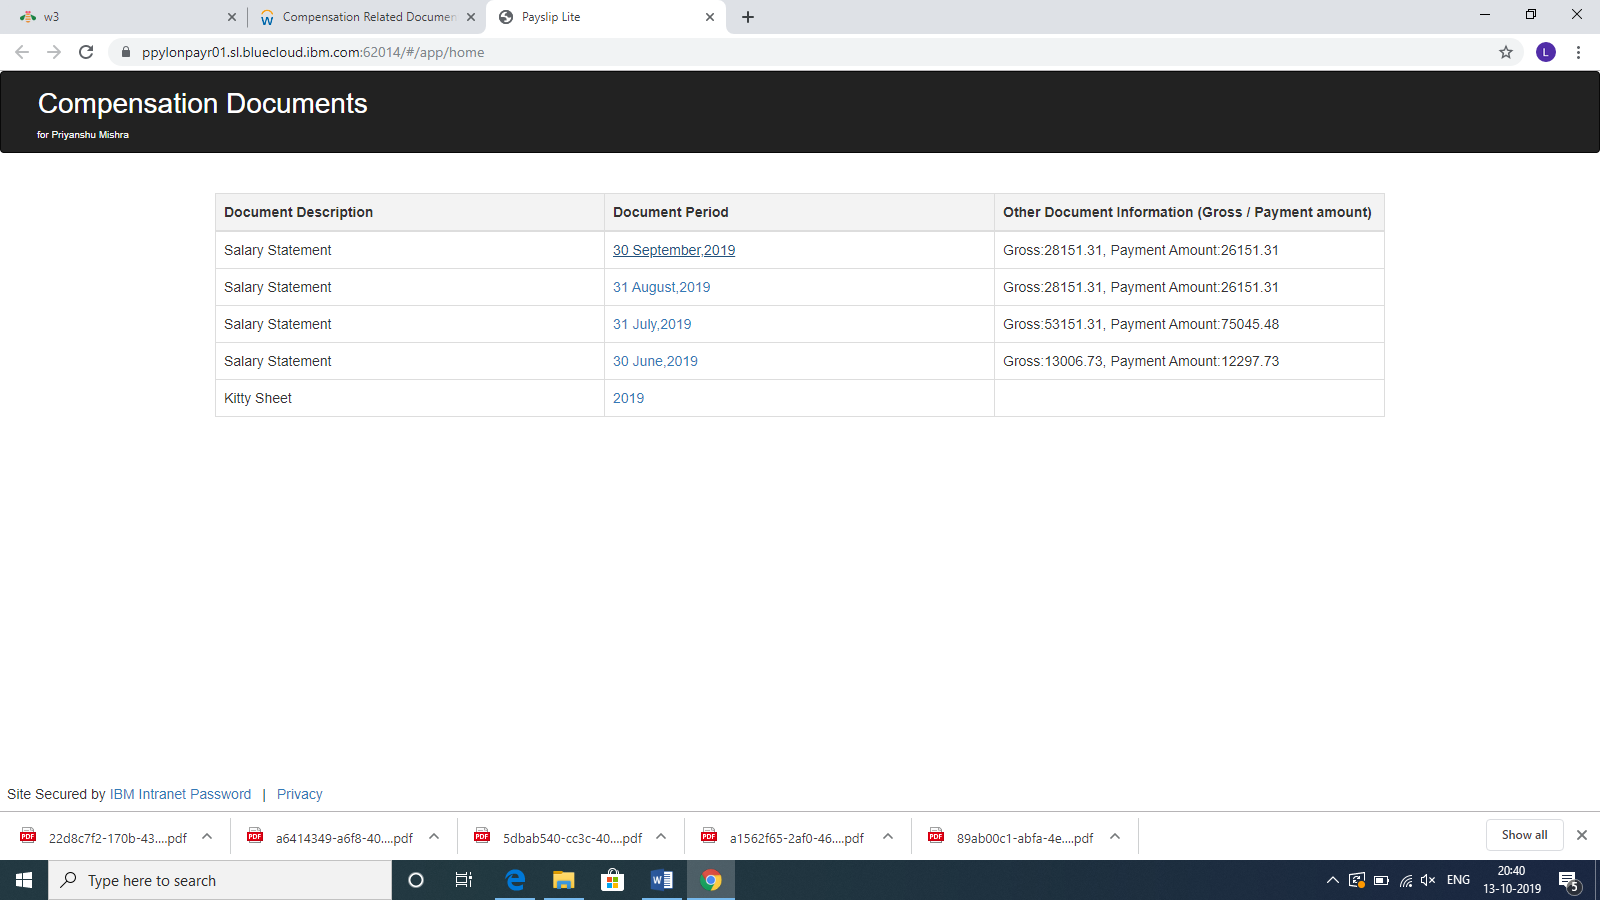 w3
Compensation Related Documen
Payslip Lite
ppylonpayr01.sl.bluecloud.ibm.com:62014/#/app/home
L
Compensation Documents
for Priyanshu Mishra
Document Description Document Period Other Document Information (Gross / Payment amount)
Salary Statement 30 September,2019 Gross:28151.31, Payment Amount:26151.31
Salary Statement 31 August,2019 Gross:28151.31, Payment Amount:26151.31
Salary Statement 31 July,2019 Gross:53151.31, Payment Amount:75045.48
Salary Statement 30 June,2019 Gross:13006.73, Payment Amount:12297.73
Kitty Sheet 2019
Site Secured by IBM Intranet Password | Privacy
22d8c7f2-170b-43....pdf a6414349-a6f8-40....pdf 5dbab540-cc3c-40....pdf a1562f65-2af0-46....pdf 89ab00c1-abfa-4e....pdf Show all
Type here to search
ENG
20:40
13-10-2019
5